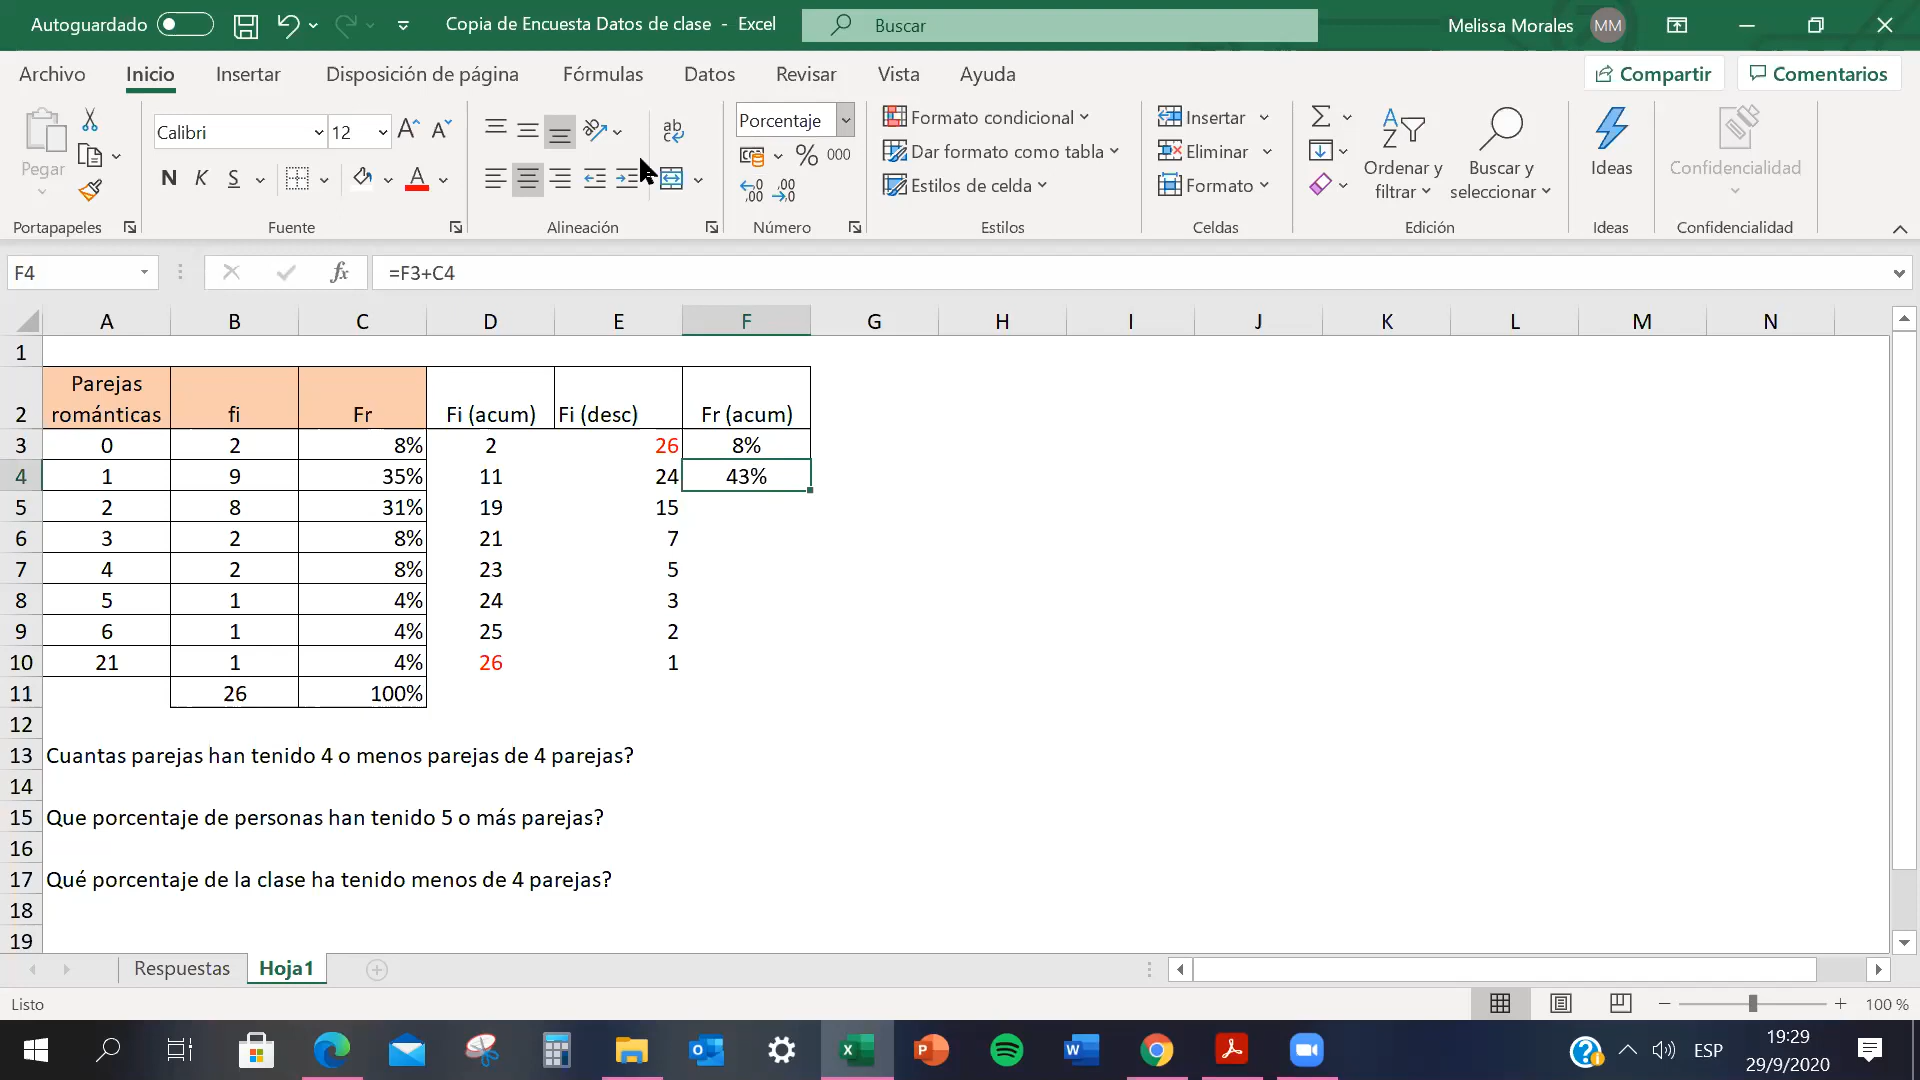 Autoguardado
Copia de Encuesta Datos de clase - Excel
Buscar
Melissa Morales
MM
Archivo
Inicio
Insertar
Disposición de página
Fórmulas
Datos
Revisar
Vista
Ayuda
Compartir
Comentarios
Pegar
Portapapeles
Calibri
12
N K S
A
Fuente
ab
Alineación
Porcentaje
% 000
Número
Formato condicional
Dar formato como tabla
Estilos de celda
Estilos
Insertar
Eliminar
Formato
Celdas
Ordenar y
filtrar
Buscar y
seleccionar
Edición
Ideas
Ideas
Confidencialidad
Confidencialidad
F4
fx
=F3+C4
A B C D E F G H I J K L M N
1
2 Parejas románticas fi Fr Fi (acum) Fi (desc) Fr (acum)
3 0 2 8% 2 26 8%
4 1 9 35% 11 24 43%
5 2 8 31% 19 15
6 3 2 8% 21 7
7 4 2 8% 23 5
8 5 1 4% 24 3
9 6 1 4% 25 2
10 21 1 4% 26 1
11 26 100%
12
13 Cuantas parejas han tenido 4 o menos parejas de 4 parejas?
14
15 Que porcentaje de personas han tenido 5 o más parejas?
16
17 Qué porcentaje de la clase ha tenido menos de 4 parejas?
18
19
Respuestas
Hoja1
Listo
100 %
ESP
19:29
29/9/2020